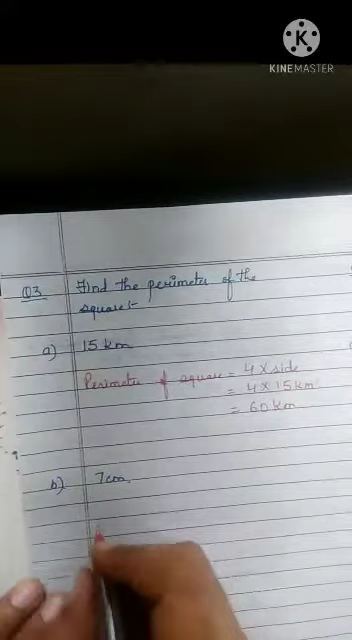 KINEMASTER
Q3 Find the perimeter of the
square:-
a) 15 km
Perimeter of square = 4 × side
= 4 × 15 km
= 60 km
b) 7cm.